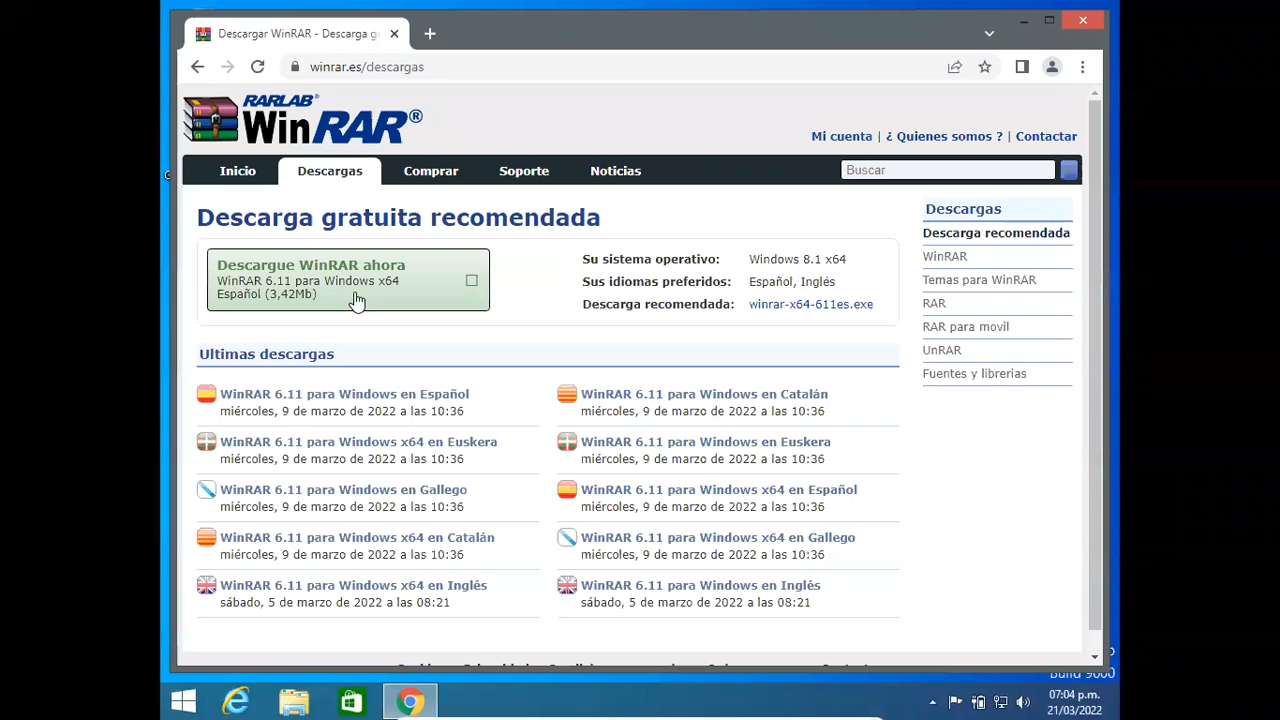 Descargar WinRAR - Descarga g
winrar.es/descargas
RARLAB®
WinRAR®
Mi cuenta | ¿ Quienes somos ? | Contactar
Inicio Descargas Comprar Soporte Noticias Buscar
Descarga gratuita recomendada
Descargue WinRAR ahora
WinRAR 6.11 para Windows x64
Español (3,42Mb)
Su sistema operativo: Windows 8.1 x64
Sus idiomas preferidos: Español, Inglés
Descarga recomendada: winrar-x64-611es.exe
Descargas
Descarga recomendada
WinRAR
Temas para WinRAR
RAR
RAR para movil
UnRAR
Fuentes y librerias
Ultimas descargas
WinRAR 6.11 para Windows en Español
miércoles, 9 de marzo de 2022 a las 10:36
WinRAR 6.11 para Windows en Catalán
miércoles, 9 de marzo de 2022 a las 10:36
WinRAR 6.11 para Windows x64 en Euskera
miércoles, 9 de marzo de 2022 a las 10:36
WinRAR 6.11 para Windows en Euskera
miércoles, 9 de marzo de 2022 a las 10:36
WinRAR 6.11 para Windows en Gallego
miércoles, 9 de marzo de 2022 a las 10:36
WinRAR 6.11 para Windows x64 en Español
miércoles, 9 de marzo de 2022 a las 10:36
WinRAR 6.11 para Windows x64 en Catalán
miércoles, 9 de marzo de 2022 a las 10:36
WinRAR 6.11 para Windows x64 en Gallego
miércoles, 9 de marzo de 2022 a las 10:36
WinRAR 6.11 para Windows x64 en Inglés
sábado, 5 de marzo de 2022 a las 08:21
WinRAR 6.11 para Windows en Inglés
sábado, 5 de marzo de 2022 a las 08:21
Build 9600
07:04 p.m.
21/03/2022